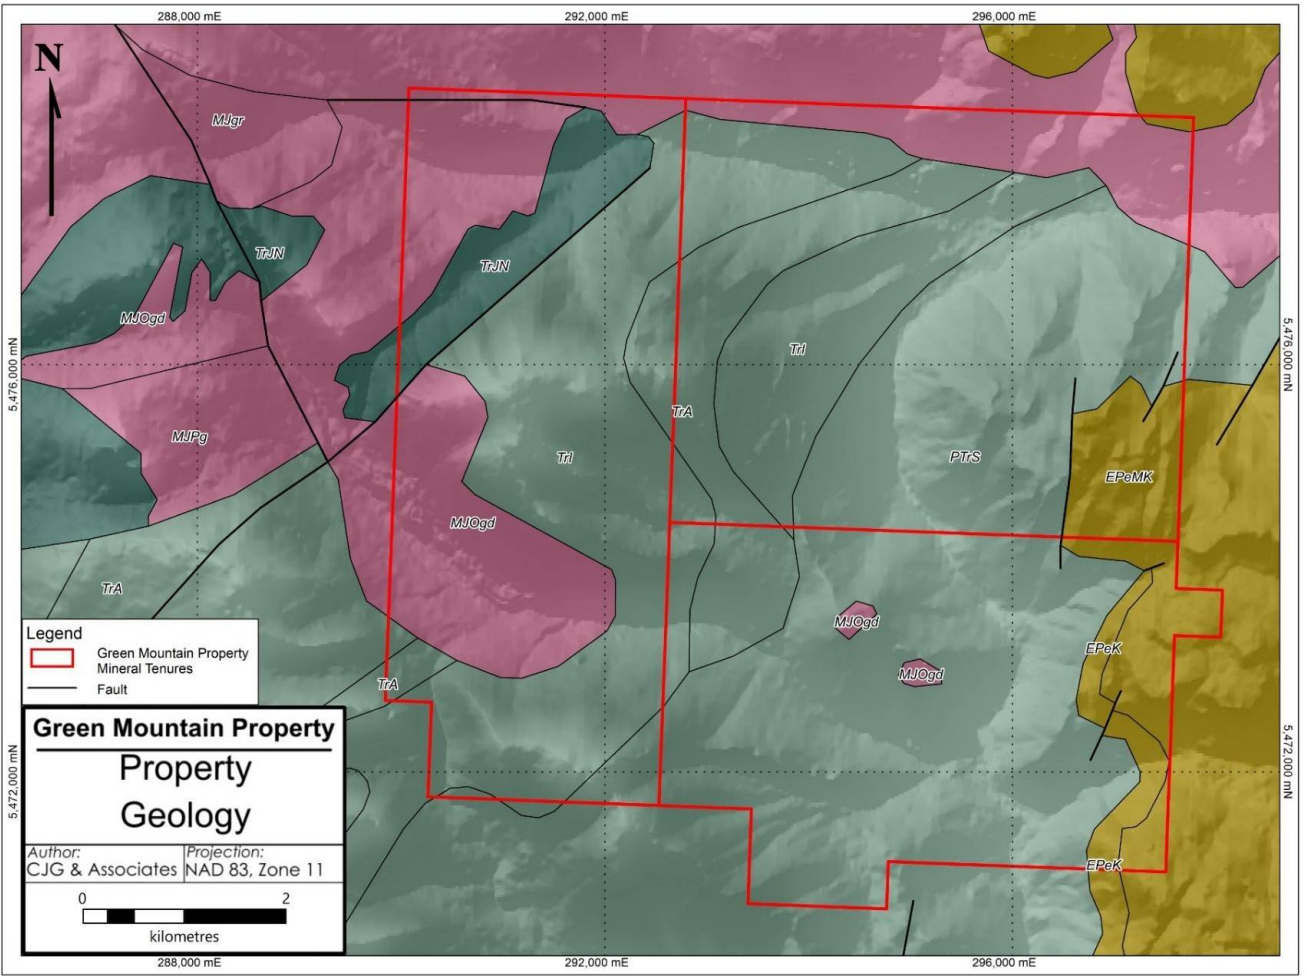 288,000 mE
292,000 mE
296,000 mE
N
MJgr
TrJN
TrJN
MJOgd
TrI
5,476,000 mN
5,476,000 mN
TrA
MJPg
TrI
PTrS
EPeMK
MJOgd
TrA
MJOgd
EPeK
MJOgd
TrA
Legend
Green Mountain Property
Mineral Tenures
Fault
Green Mountain Property
Property
Geology
5,472,000 mN
5,472,000 mN
Author:
CJG & Associates
Projection:
NAD 83, Zone 11
EPeK
0
2
kilometres
288,000 mE
292,000 mE
296,000 mE